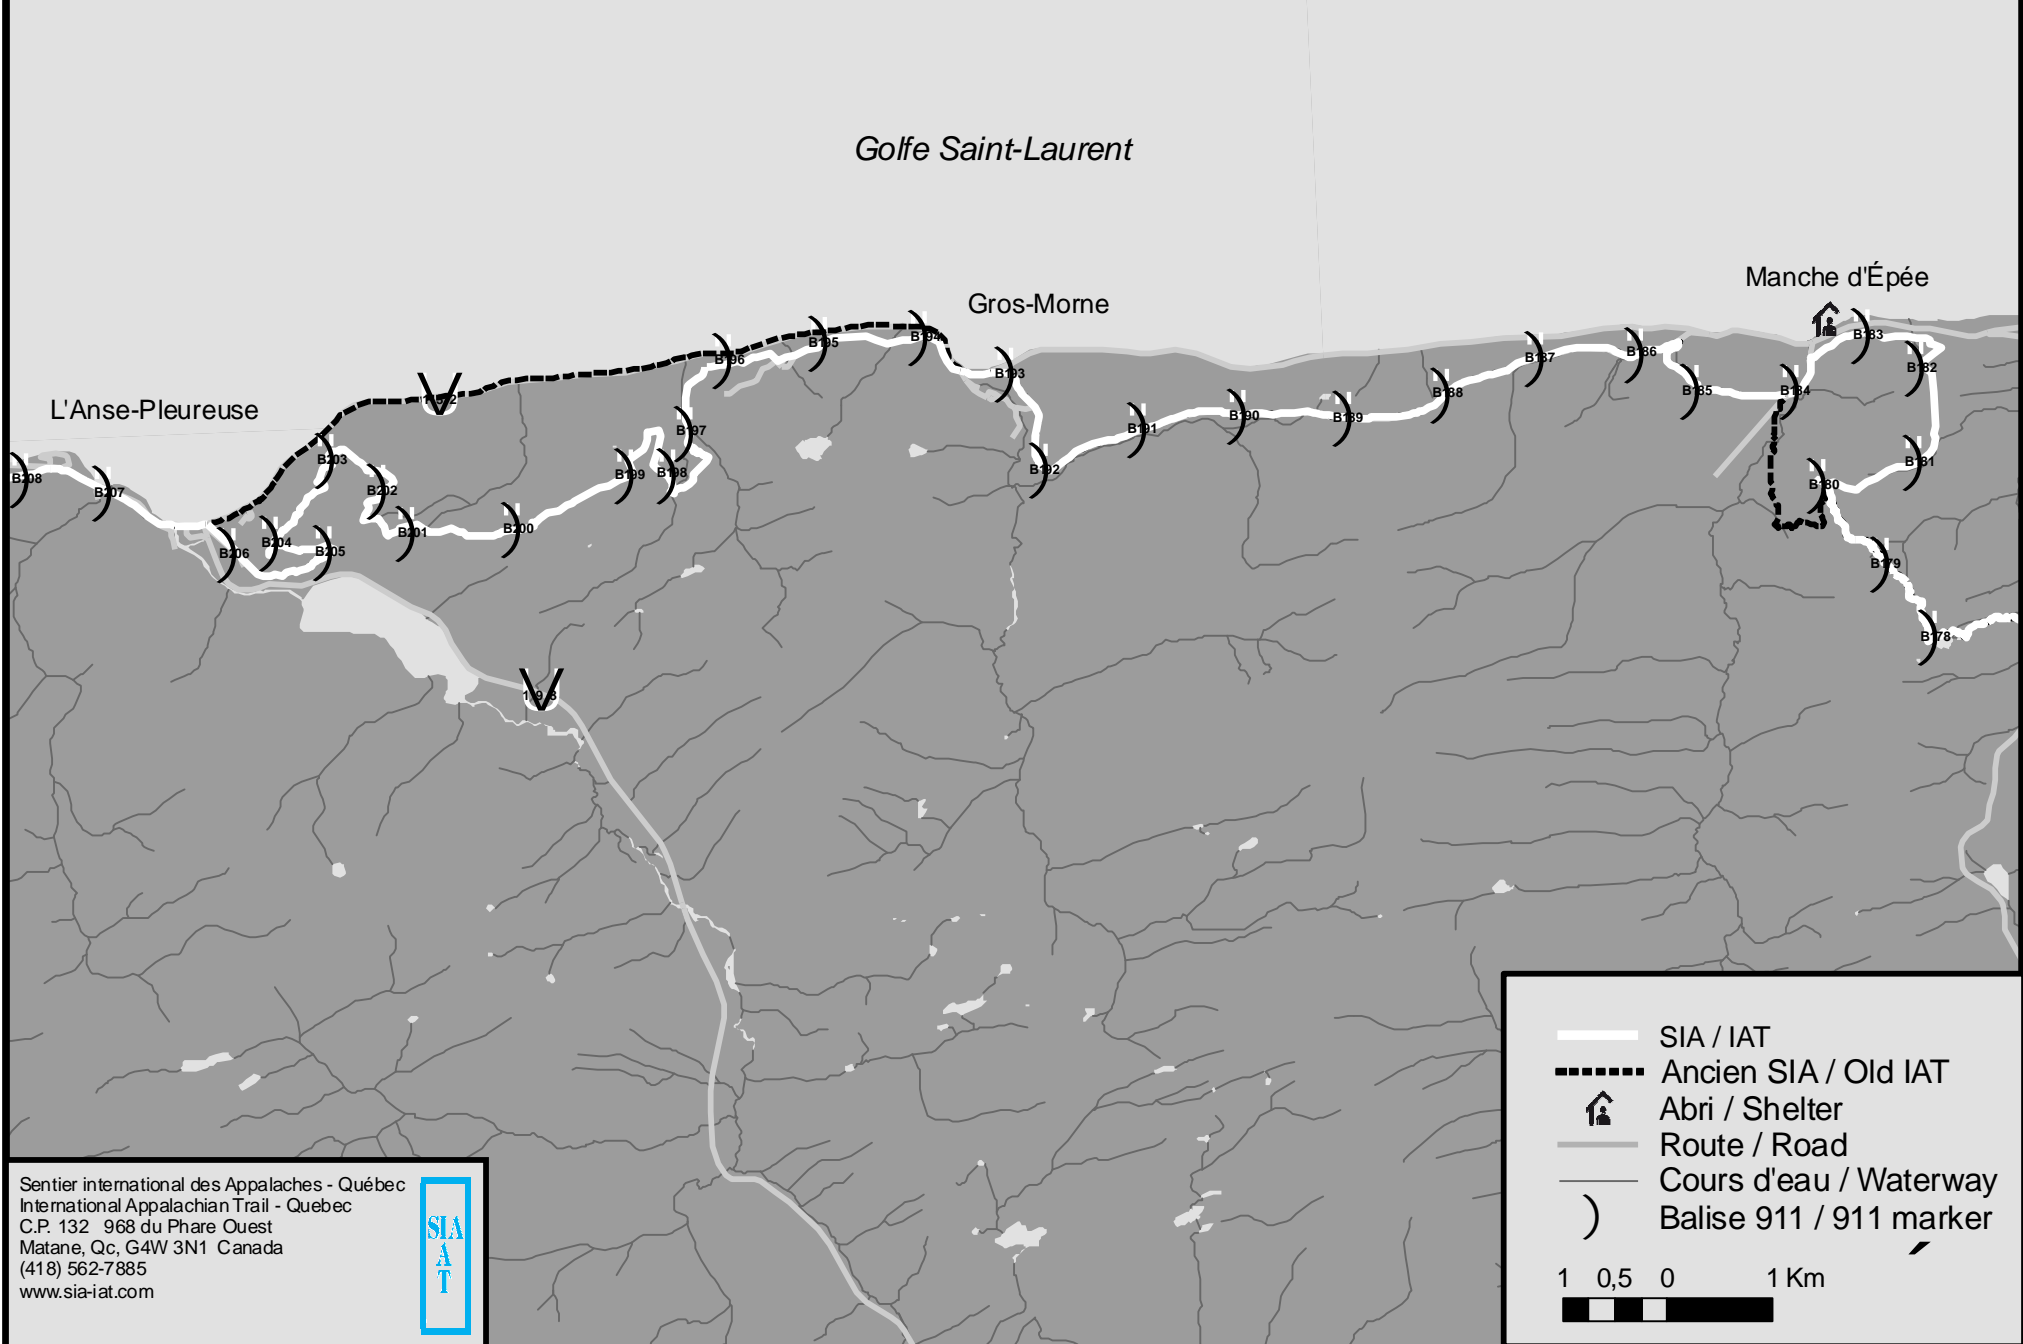 Golfe Saint-Laurent
Manche d'Épée
Gros-Morne
L'Anse-Pleureuse
B208
B207
B206
B204
B205
B203
B202
B201
B200
B199
B198
B197
B196
B195
B194
B193
B192
B191
B190
B189
B188
B187
B186
B185
B184
B183
B182
B181
B180
B179
B178
SIA / IAT
Ancien SIA / Old IAT
Abri / Shelter
Route / Road
Cours d'eau / Waterway
Balise 911 / 911 marker
1 0,5 0 1 Km
Sentier international des Appalaches - Québec
International Appalachian Trail - Quebec
C.P. 132 968 du Phare Ouest
Matane, Qc, G4W 3N1 Canada
(418) 562-7885
www.sia-iat.com
SIA
A
T